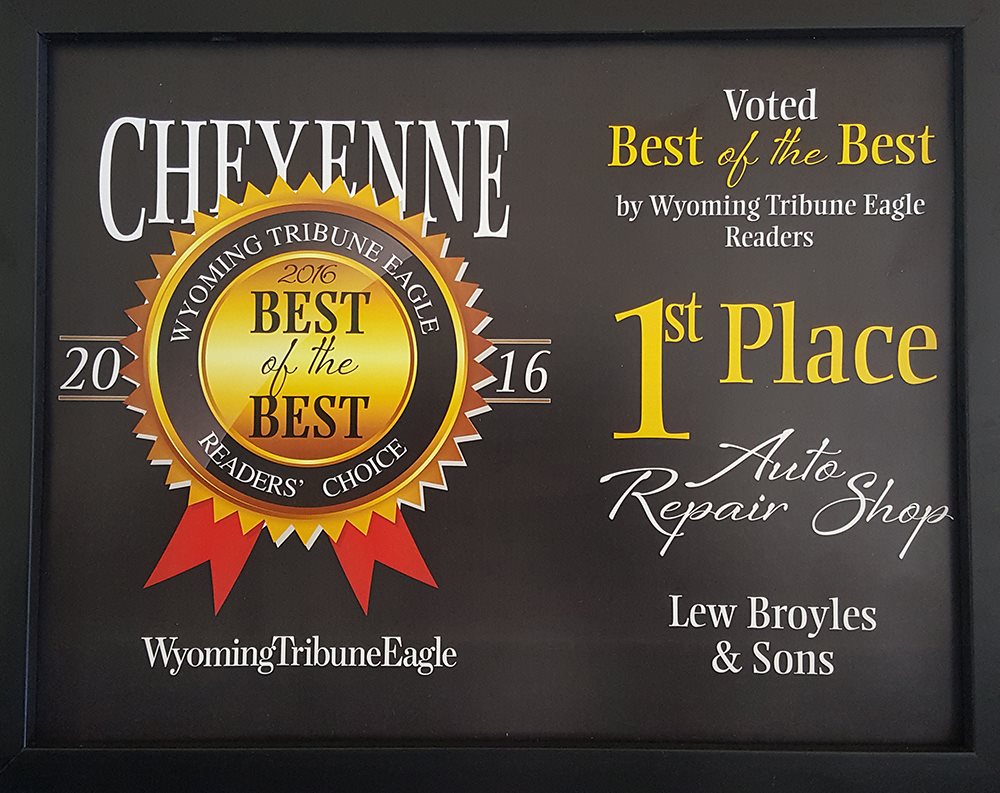 CHEYENNE
WYOMING TRIBUNE EAGLE
2016
BEST
of the
BEST
READERS' CHOICE
20 16
WyomingTribuneEagle
Voted
Best of the Best
by Wyoming Tribune Eagle
Readers
1st Place
Auto
Repair Shop
Lew Broyles
& Sons